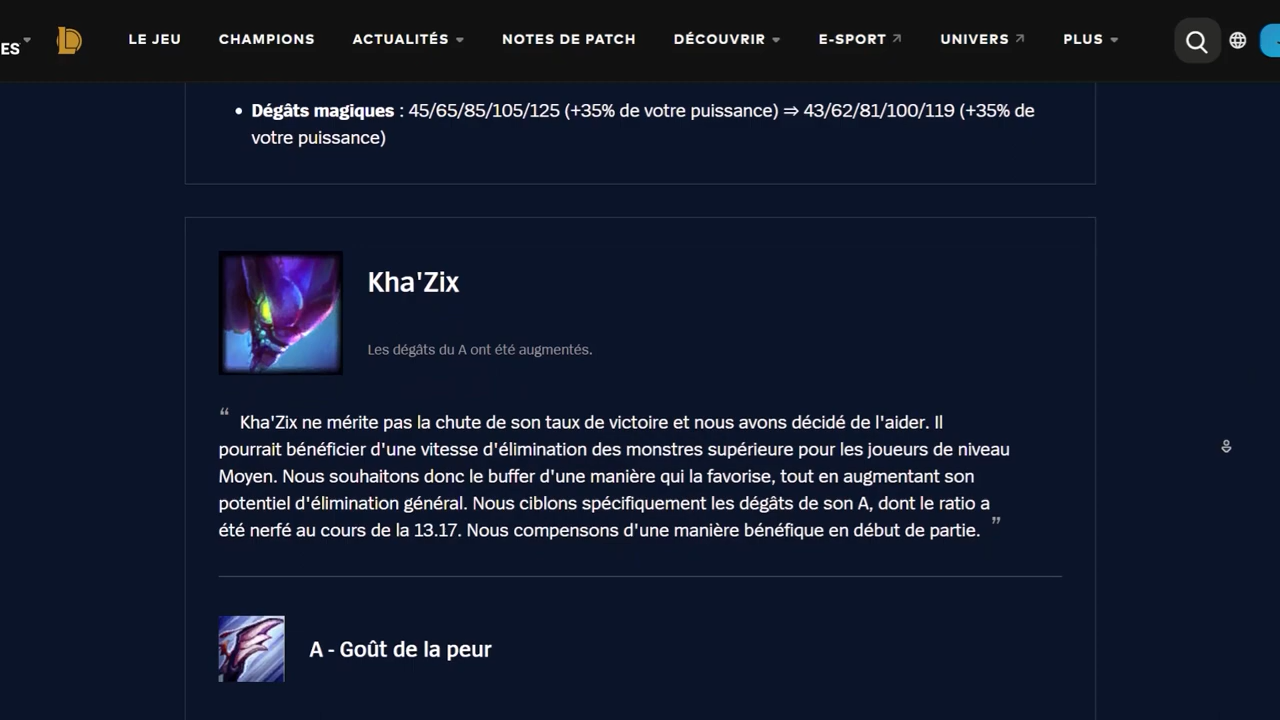 ES
LE JEU CHAMPIONS ACTUALITÉS NOTES DE PATCH DÉCOUVRIR E-SPORT UNIVERS PLUS
Dégâts magiques : 45/65/85/105/125 (+35% de votre puissance) ⇒ 43/62/81/100/119 (+35% de
votre puissance)
Kha'Zix
Les dégâts du A ont été augmentés.
“ Kha'Zix ne mérite pas la chute de son taux de victoire et nous avons décidé de l'aider. Il
pourrait bénéficier d'une vitesse d'élimination des monstres supérieure pour les joueurs de niveau
Moyen. Nous souhaitons donc le buffer d'une manière qui la favorise, tout en augmentant son
potentiel d'élimination général. Nous ciblons spécifiquement les dégâts de son A, dont le ratio a
été nerfé au cours de la 13.17. Nous compensons d'une manière bénéfique en début de partie. ”
A - Goût de la peur